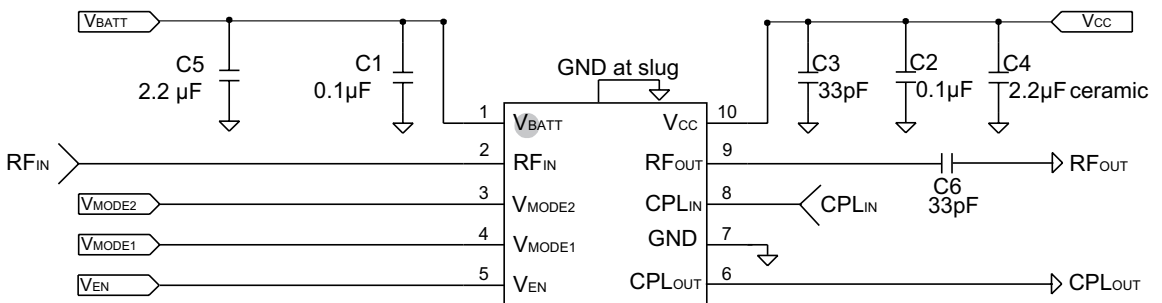 VBATT
VCC
C5
2.2 µF
C1
0.1µF
GND at slug
C3
33pF
C2
0.1µF
C4
2.2µF ceramic
1
VBATT
VCC
10
RFIN
2
RFIN
RFOUT
9
C6
33pF
RFOUT
VMODE2
3
VMODE2
CPLIN
8
CPLIN
VMODE1
4
VMODE1
GND
7
VEN
5
VEN
CPLOUT
6
CPLOUT